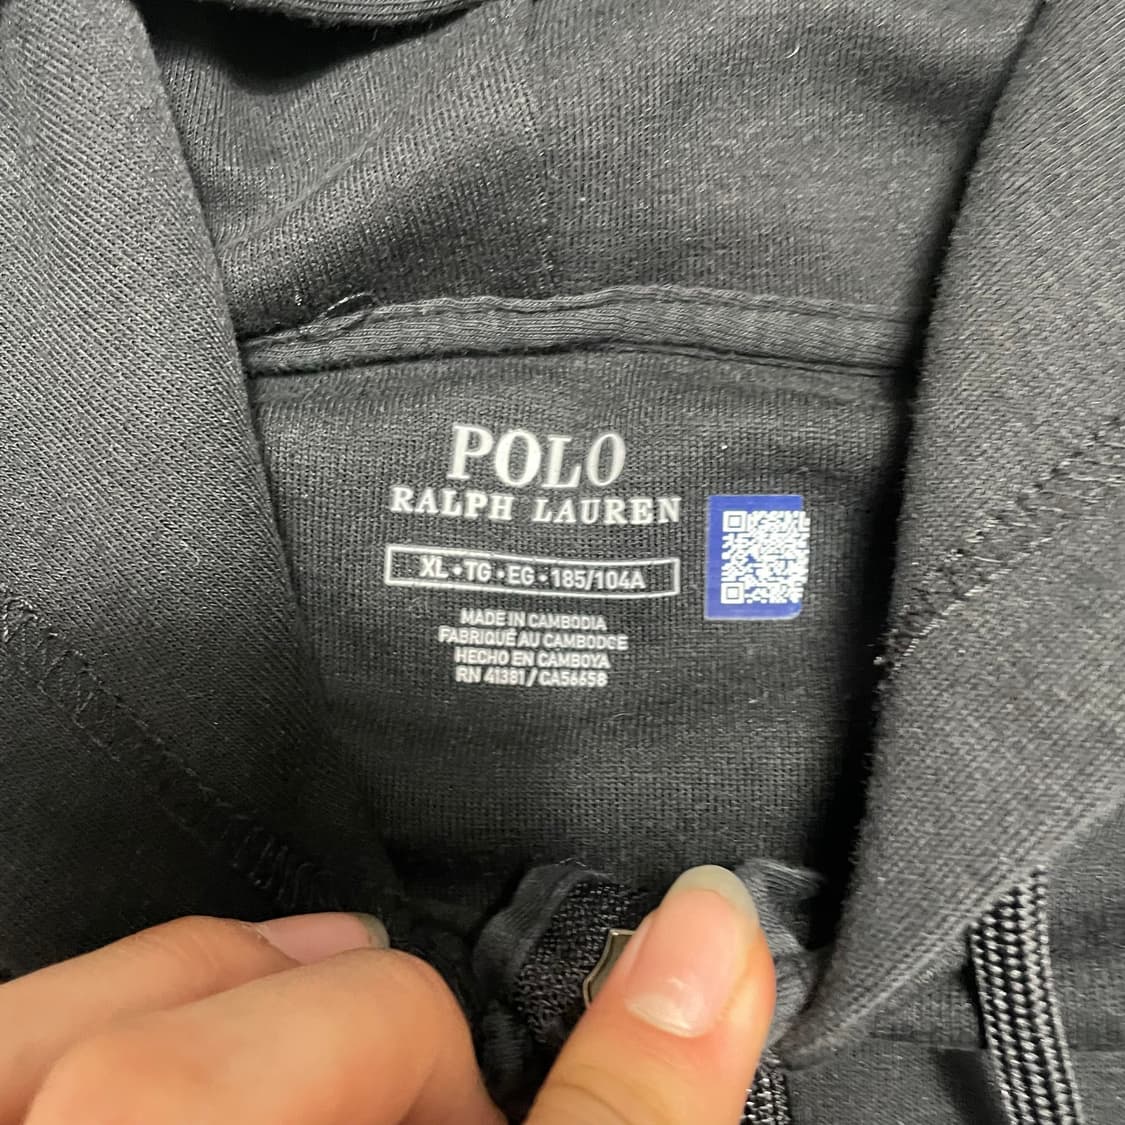 POLO
RALPH LAUREN
XL • TG • EG • 185/104A
MADE IN CAMBODIA
FABRIQUÉ AU CAMBODGE
HECHO EN CAMBOYA
RN 41381 / CA56658